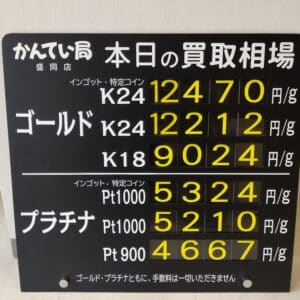 かんてい局
盛岡店
本日の買取相場
インゴット・特定コイン
K24 12470 円/g
ゴールド K24 12212 円/g
K18 9024 円/g
インゴット・特定コイン
Pt1000 5324 円/g
プラチナ Pt1000 5210 円/g
Pt900 4667 円/g
ゴールド・プラチナともに、手数料は一切いただきません